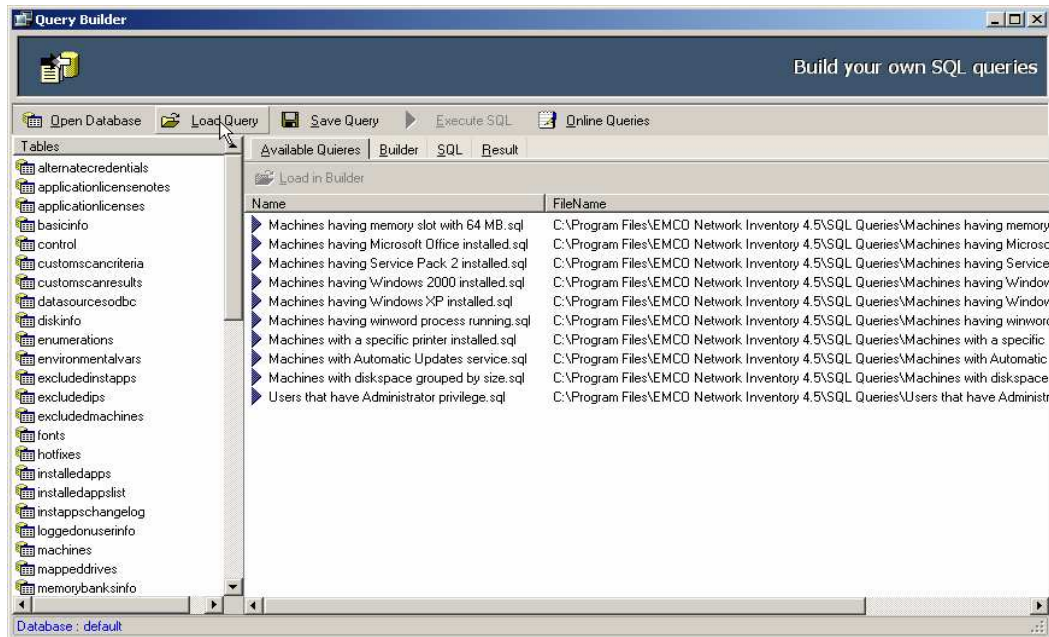 Query Builder
Build your own SQL queries
Open Database Load Query Save Query Execute SQL Online Queries
Tables
alternatecredentials
applicationlicensenotes
applicationlicenses
basicinfo
control
customscancriteria
customscanresults
datasourcesodbc
diskinfo
enumerations
environmentalvars
excludedinstapps
excludedips
excludedmachines
fonts
hotfixes
installedapps
installedappslist
instappschangelog
loggedonuserinfo
machines
mappeddrives
memorybanksinfo
Available Quieres Builder SQL Result
Load in Builder
Name FileName
Machines having memory slot with 64 MB.sql C:\Program Files\EMCO Network Inventory 4.5\SQL Queries\Machines having memory
Machines having Microsoft Office installed.sql C:\Program Files\EMCO Network Inventory 4.5\SQL Queries\Machines having Microsc
Machines having Service Pack 2 installed.sql C:\Program Files\EMCO Network Inventory 4.5\SQL Queries\Machines having Service
Machines having Windows 2000 installed.sql C:\Program Files\EMCO Network Inventory 4.5\SQL Queries\Machines having Window
Machines having Windows XP installed.sql C:\Program Files\EMCO Network Inventory 4.5\SQL Queries\Machines having Window
Machines having winword process running.sql C:\Program Files\EMCO Network Inventory 4.5\SQL Queries\Machines having winword
Machines with a specific printer installed.sql C:\Program Files\EMCO Network Inventory 4.5\SQL Queries\Machines with a specific
Machines with Automatic Updates service.sql C:\Program Files\EMCO Network Inventory 4.5\SQL Queries\Machines with Automatic
Machines with diskspace grouped by size.sql C:\Program Files\EMCO Network Inventory 4.5\SQL Queries\Machines with diskspace
Users that have Administrator privilege.sql C:\Program Files\EMCO Network Inventory 4.5\SQL Queries\Users that have Administr
Database : default